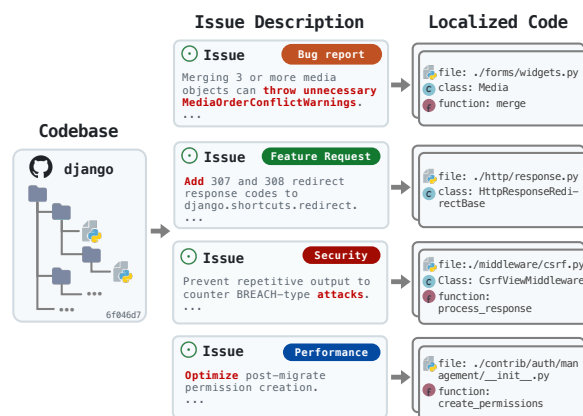 Issue Description
Localized Code
Codebase
django
6f046d7
Issue
Bug report
Merging 3 or more media
objects can throw unnecessary
MediaOrderConflictWarnings.
...
file: ./forms/widgets.py
C class: Media
f function: merge
Issue
Feature Request
Add 307 and 308 redirect
response codes to
django.shortcuts.redirect.
...
file: ./http/response.py
C class: HttpResponseRedi-
rectBase
Issue
Security
Prevent repetitive output to
counter BREACH-type attacks.
...
file:./middleware/csrf.py
C Class: CsrfViewMiddleware
f function:
process_response
Issue
Performance
Optimize post-migrate
permission creation.
...
file: ./contrib/auth/man
agement/__init__.py
f function:
create_permissions